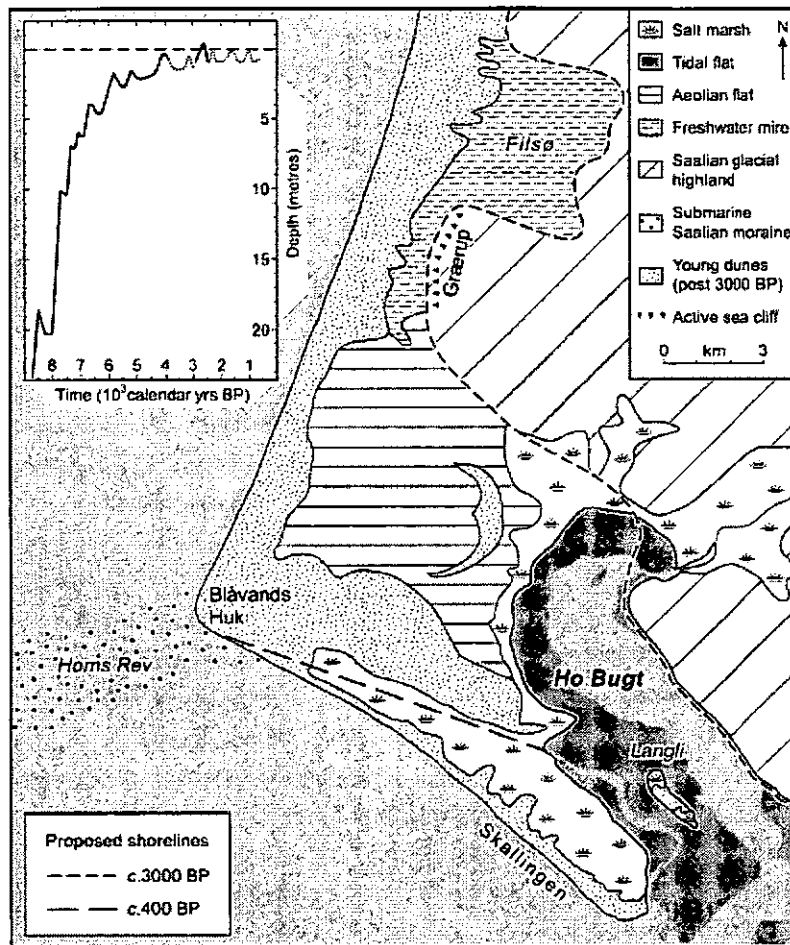 5
10
15
20
Depth (metres)
8 7 6 5 4 3 2 1
Time (10³calendar yrs BP)
Salt marsh
Tidal flat
Aeolian flat
Freshwater mire
Saalian glacial
highland
Submarine
Saalian moraine
Young dunes
(post 3000 BP)
Active sea cliff
0 km 3
N
Filsø
Grærup
Blåvands
Huk
Horns Rev
Ho Bugt
Langli
Skallingen
Proposed shorelines
c.3000 BP
c.400 BP